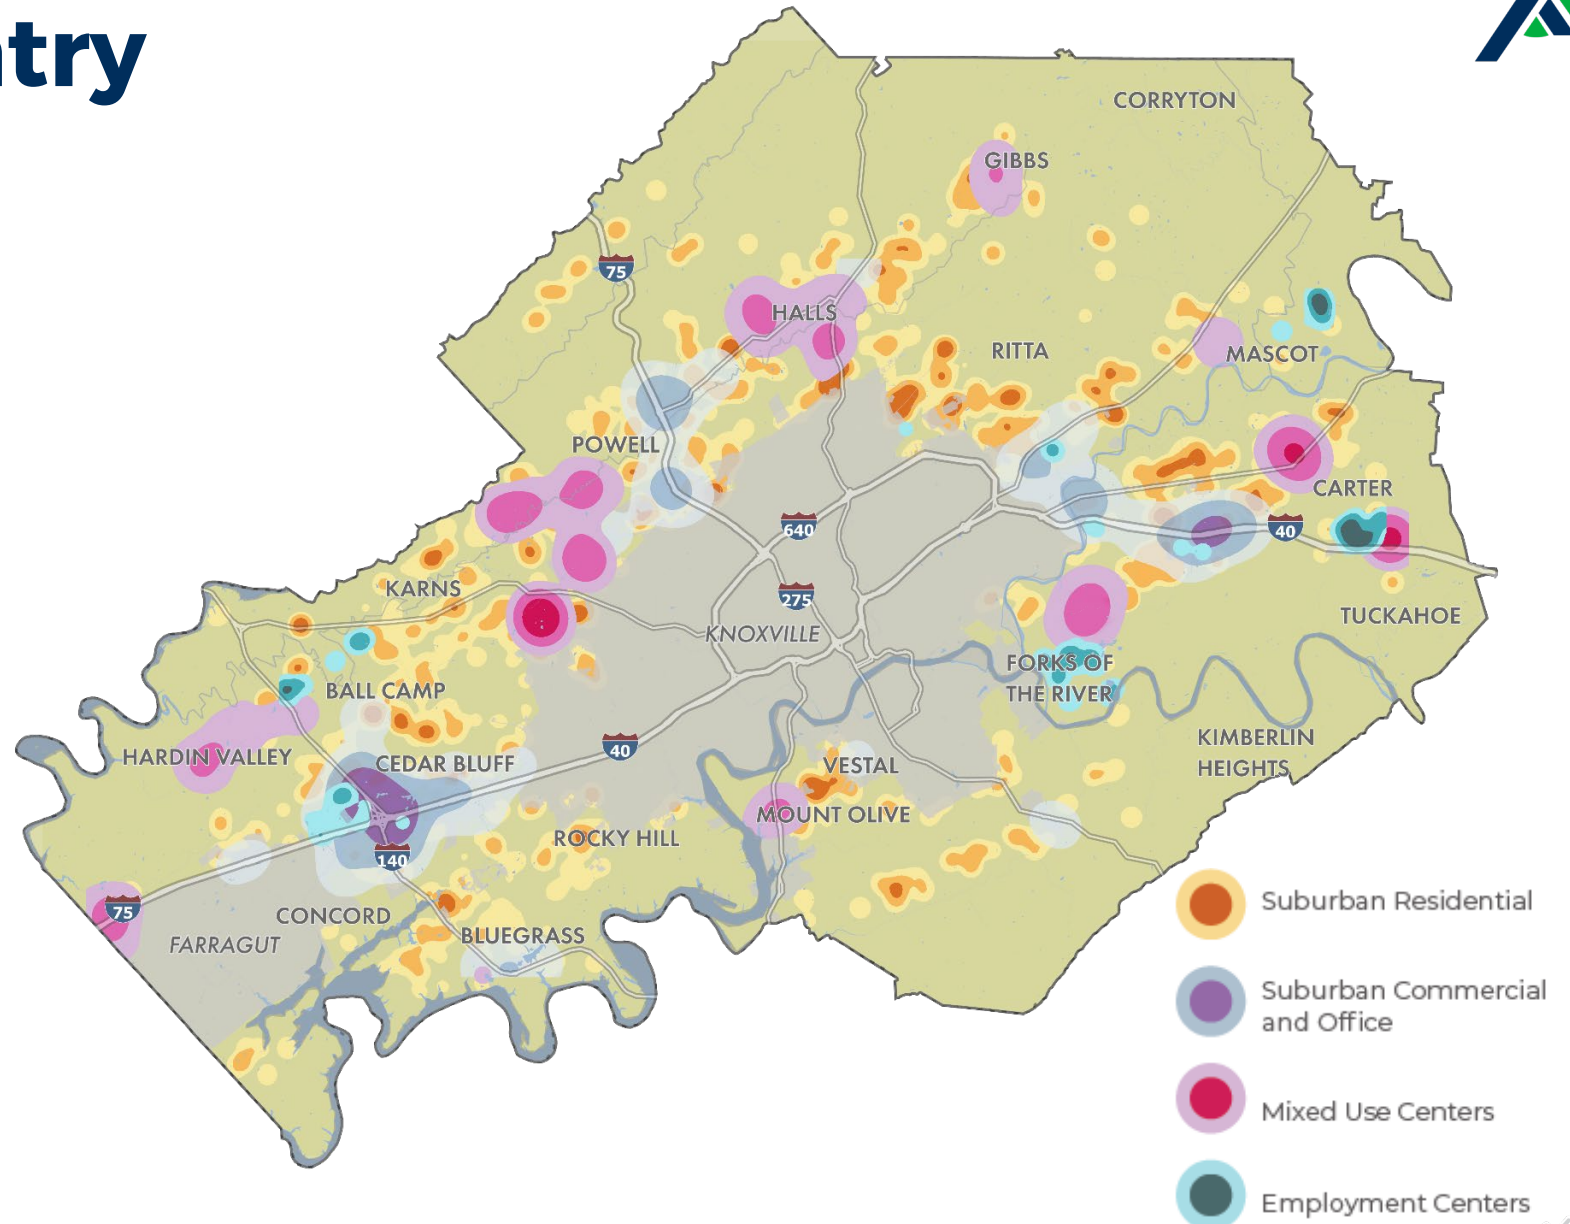 ntry
CORRYTON
GIBBS
75
HALLS
RITTA
MASCOT
POWELL
CARTER
640
40
KARNS
275
TUCKAHOE
KNOXVILLE
FORKS OF
THE RIVER
BALL CAMP
HARDIN VALLEY
40
KIMBERLIN
HEIGHTS
CEDAR BLUFF
VESTAL
MOUNT OLIVE
ROCKY HILL
140
75
CONCORD
FARRAGUT
BLUEGRASS
Suburban Residential
Suburban Commercial
and Office
Mixed Use Centers
Employment Centers